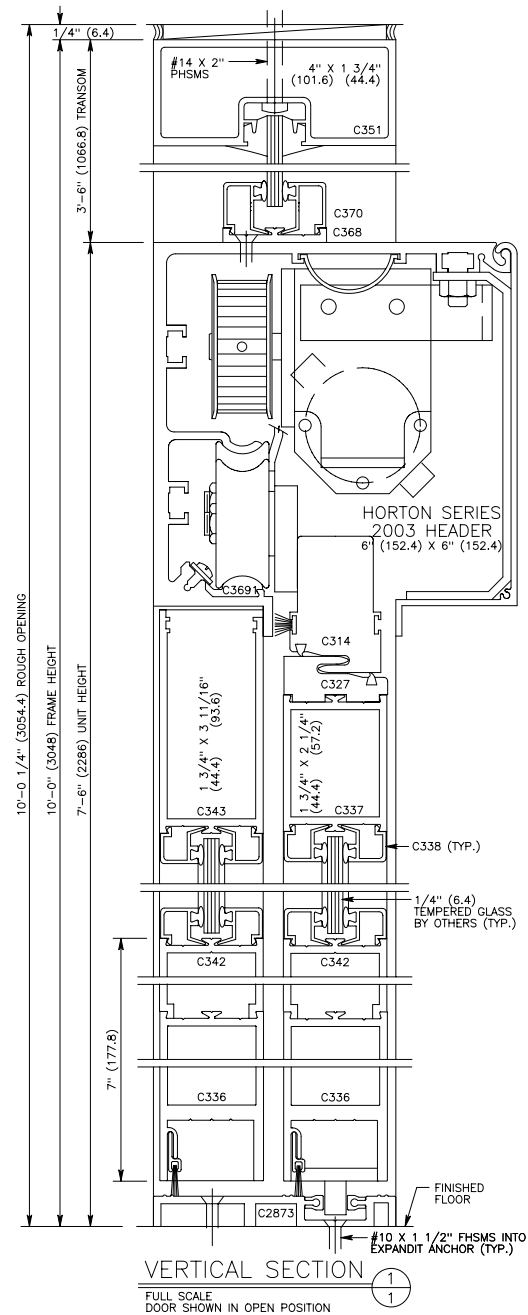 1/4" (6.4)
#14 X 2"
PHSMS
4" X 1 3/4"
(101.6) (44.4)
C351
3'-6" (1066.8) TRANSOM
C370
C368
HORTON SERIES
2003 HEADER
6" (152.4) X 6" (152.4)
C3691
C314
C327
10'-0 1/4" (3054.4) ROUGH OPENING
10'-0" (3048) FRAME HEIGHT
7'-6" (2286) UNIT HEIGHT
1 3/4" X 3 11/16"
(44.4) (93.6)
1 3/4" X 2 1/4"
(44.4) (57.2)
C343
C337
C338 (TYP.)
1/4" (6.4)
TEMPERED GLASS
BY OTHERS (TYP.)
C342
C342
7" (177.8)
C336
C336
FINISHED
FLOOR
C2873
#10 X 1 1/2" FHSMS INTO
EXPANDIT ANCHOR (TYP.)
VERTICAL SECTION
1
1
FULL SCALE
DOOR SHOWN IN OPEN POSITION